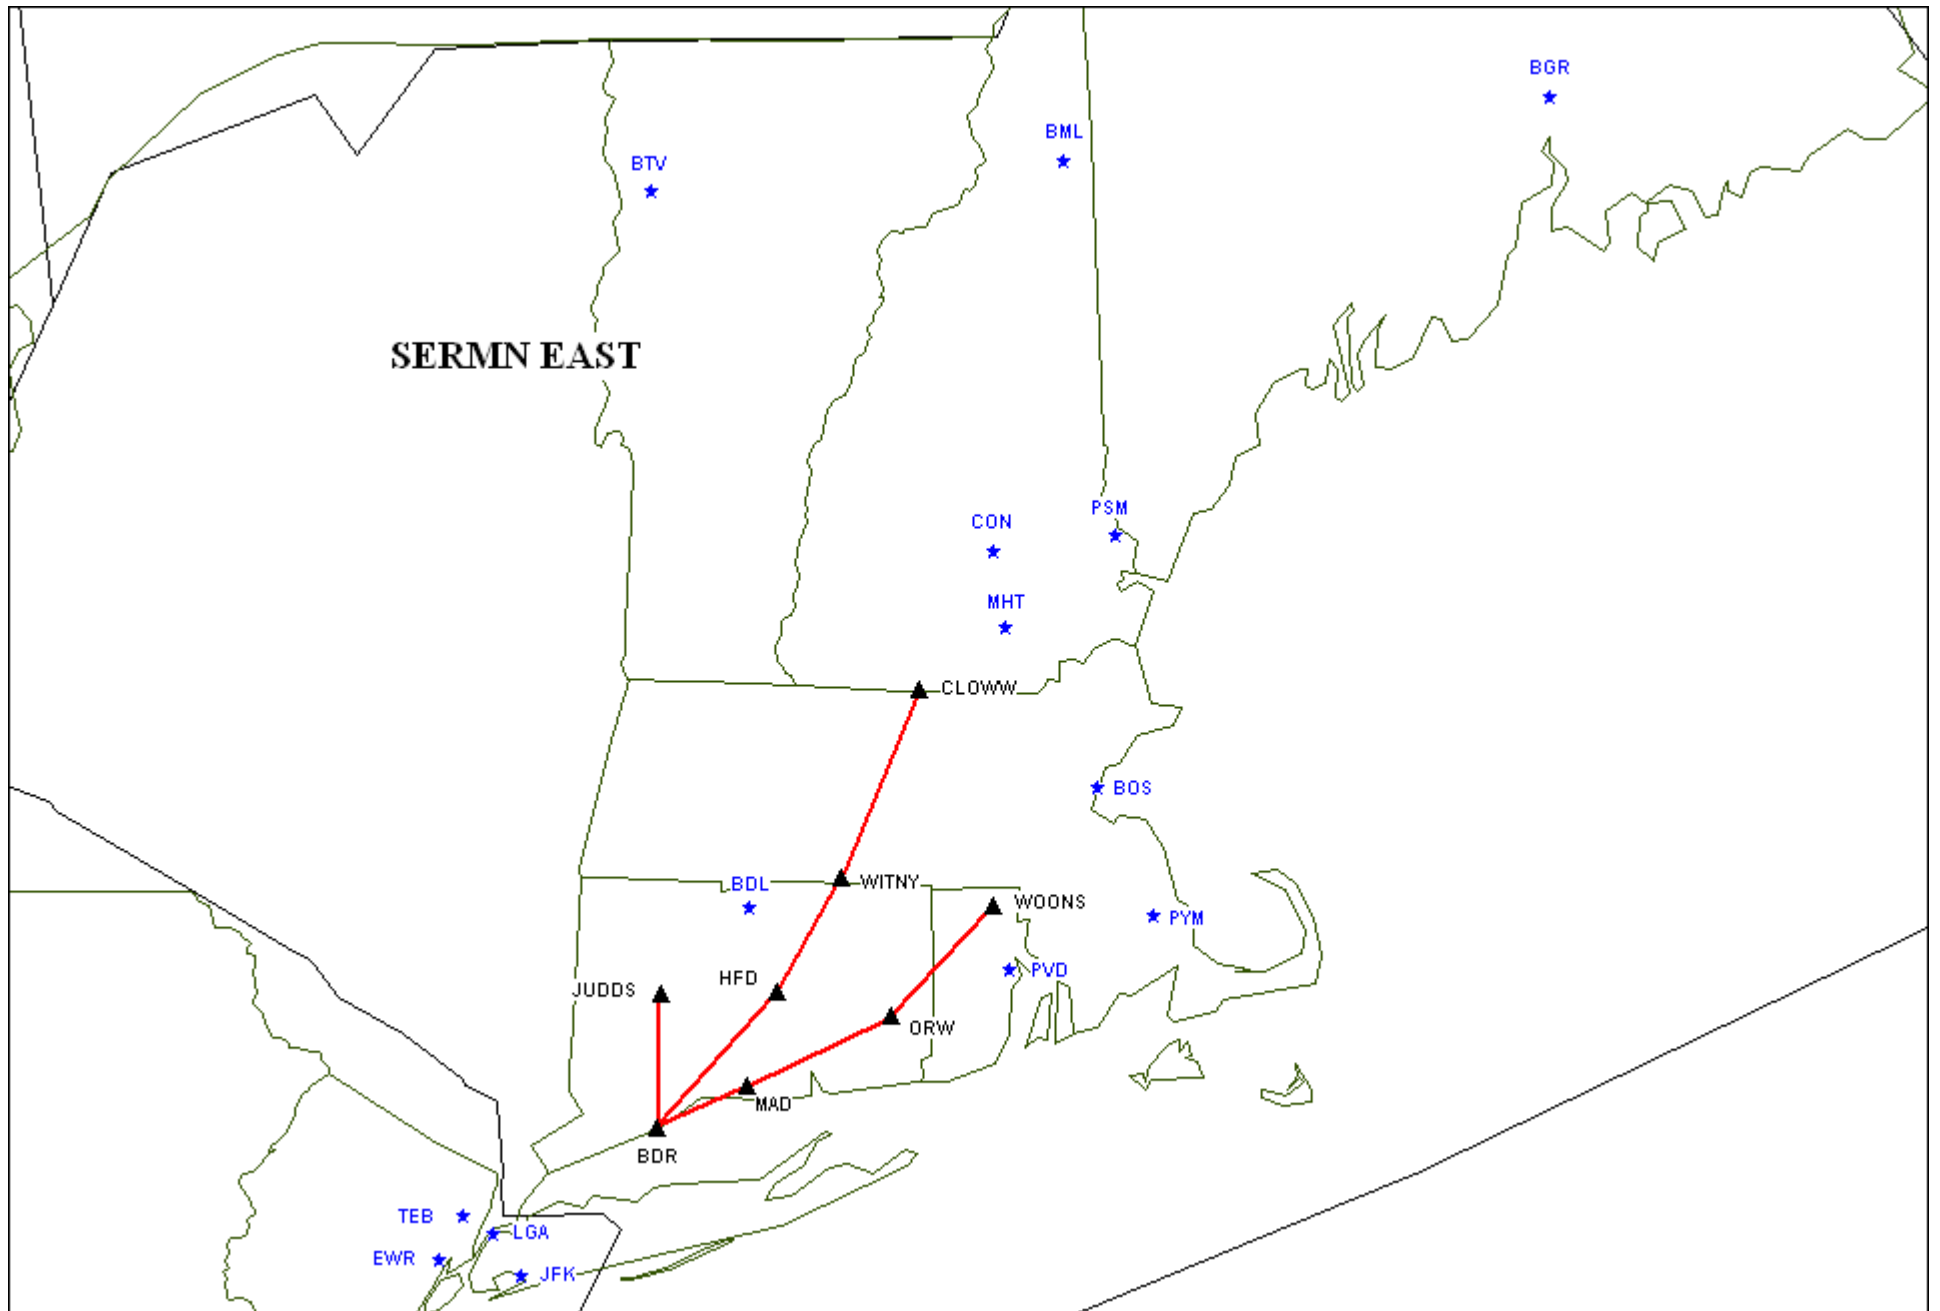 BGR
BML
BTV
SERMN EAST
PSM
CON
MHT
CLOWW
BOS
WITNY
BDL
WOONS
PYM
PVD
HFD
JUDDS
ORW
MAD
BDR
TEB
LGA
EWR
JFK